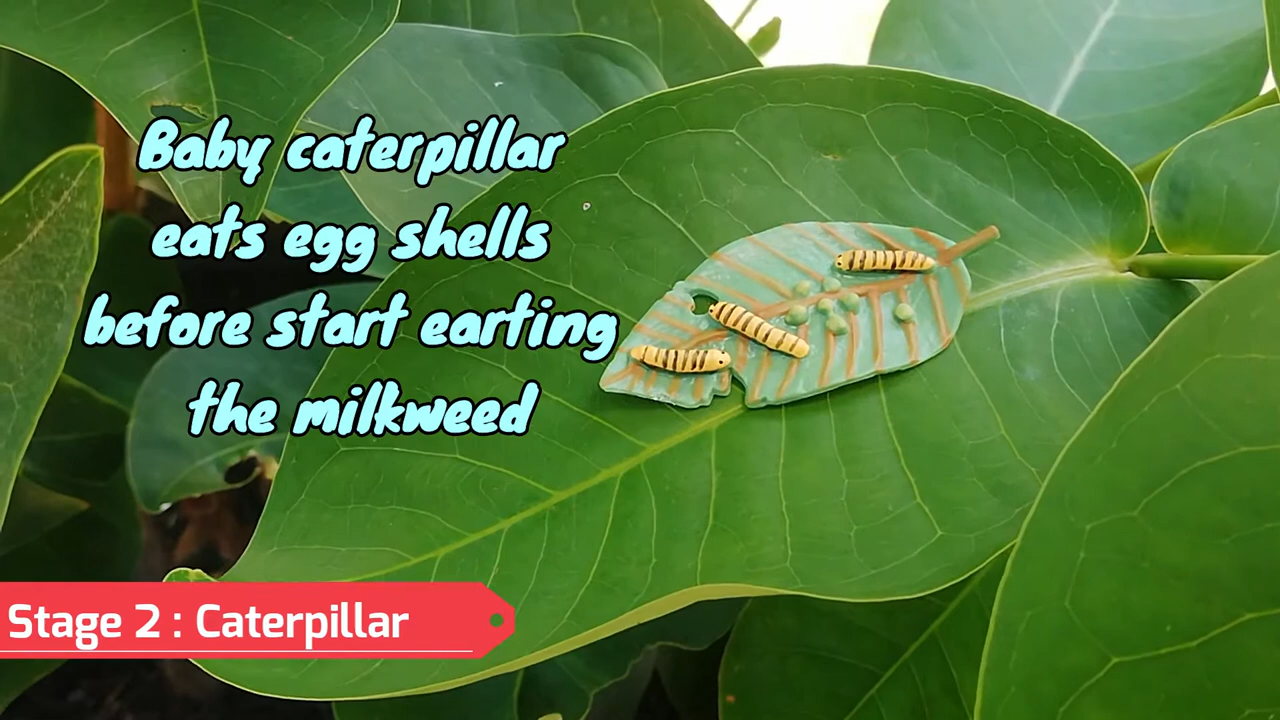 Baby caterpillar
eats egg shells
before start earting
the milkweed
Stage 2 : Caterpillar